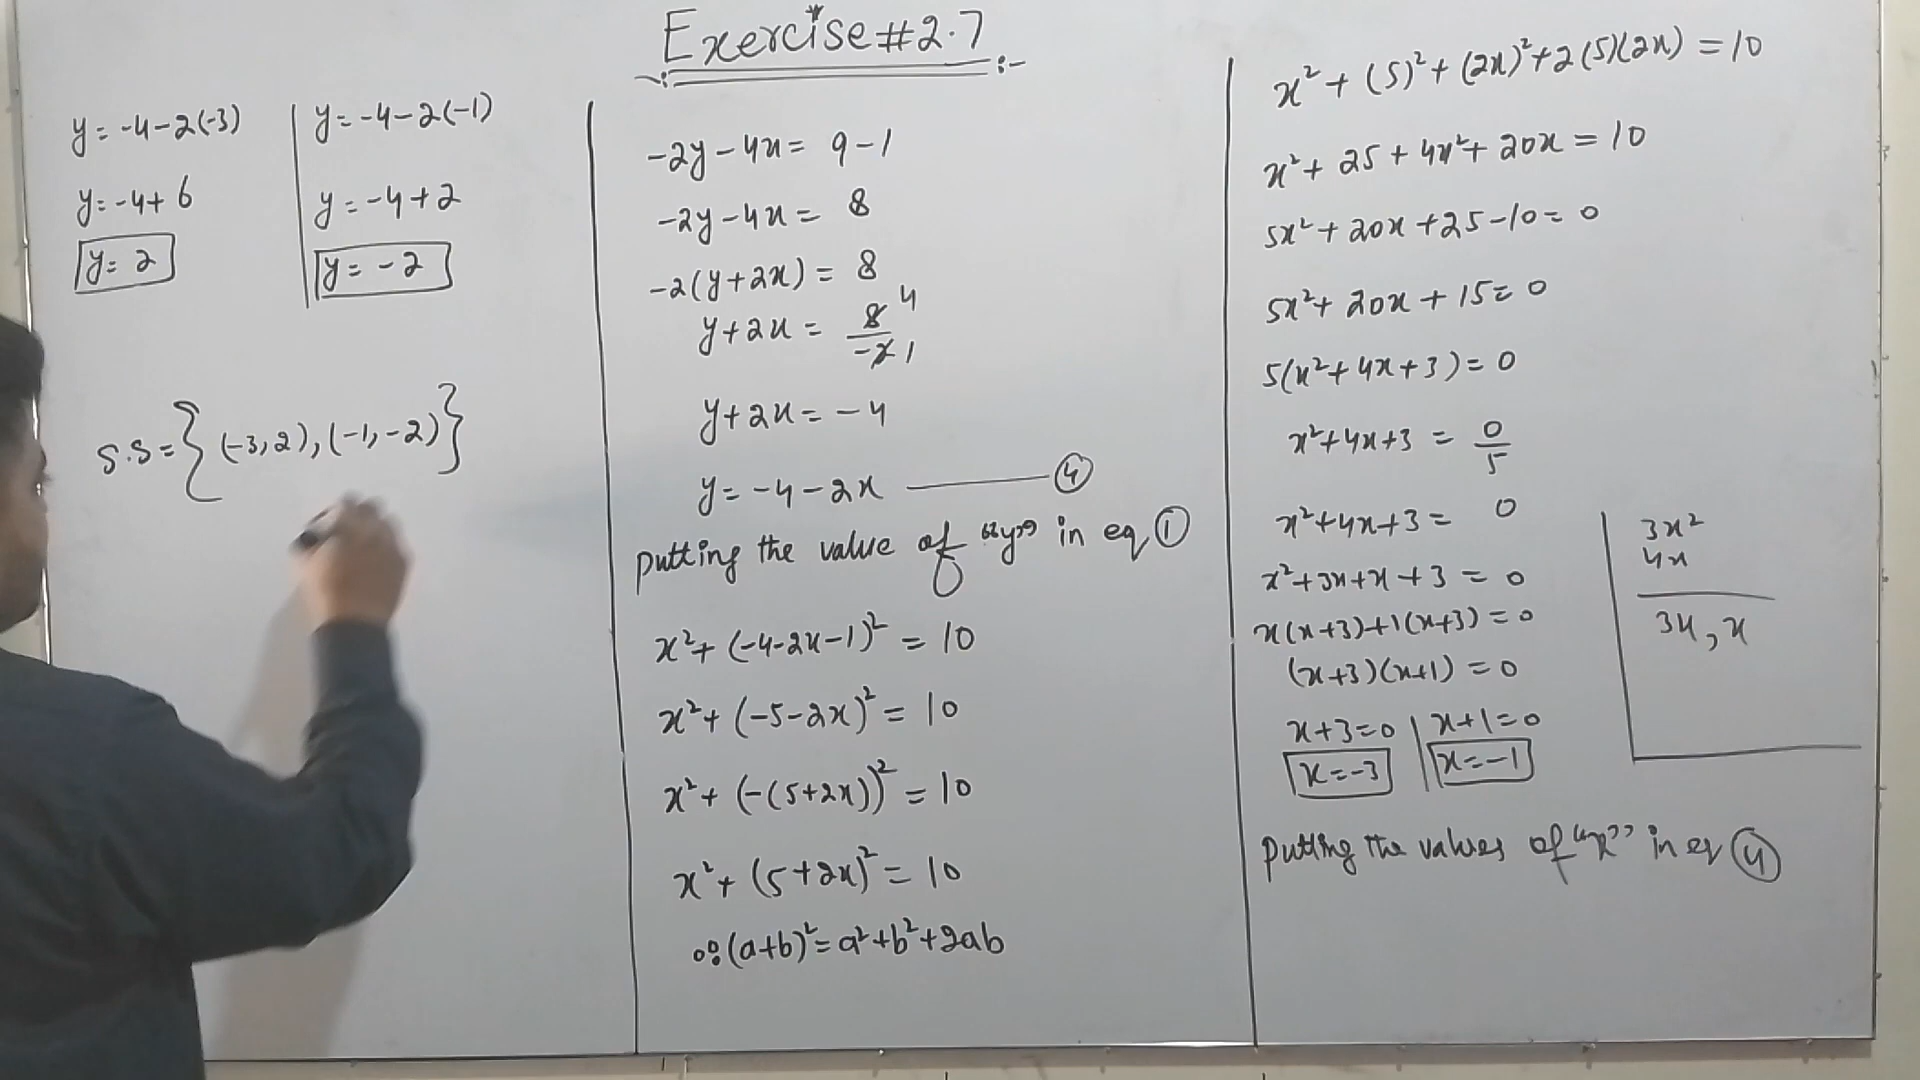 Exercise#2.7
y=-4-2(-3)
y=-4+6
y=2
y=-4-2(-1)
y=-4+2
y=-2
S.S={(-3,2),(-1,-2)}
-2y-4x=9-1
-2y-4x=8
-2(y+2x)=8
y+2x=8/-2 4 1
y+2x=-4
y=-4-2x ④
putting the value of "y" in eq ①
x²+(-4-2x-1)²=10
x²+(-5-2x)²=10
x²+(-(5+2x))²=10
x²+(5+2x)²=10
∵(a+b)²=a²+b²+2ab
x²+(5)²+(2x)²+2(5)(2x)=10
x²+25+4x²+20x=10
5x²+20x+25-10=0
5x²+20x+15=0
5(x²+4x+3)=0
x²+4x+3=0/5
x²+4x+3=0
x²+3x+x+3=0
x(x+3)+1(x+3)=0
(x+3)(x+1)=0
x+3=0 | x+1=0
x=-3 | x=-1
3x²
4x
3x,x
putting the values of "x" in eq ④